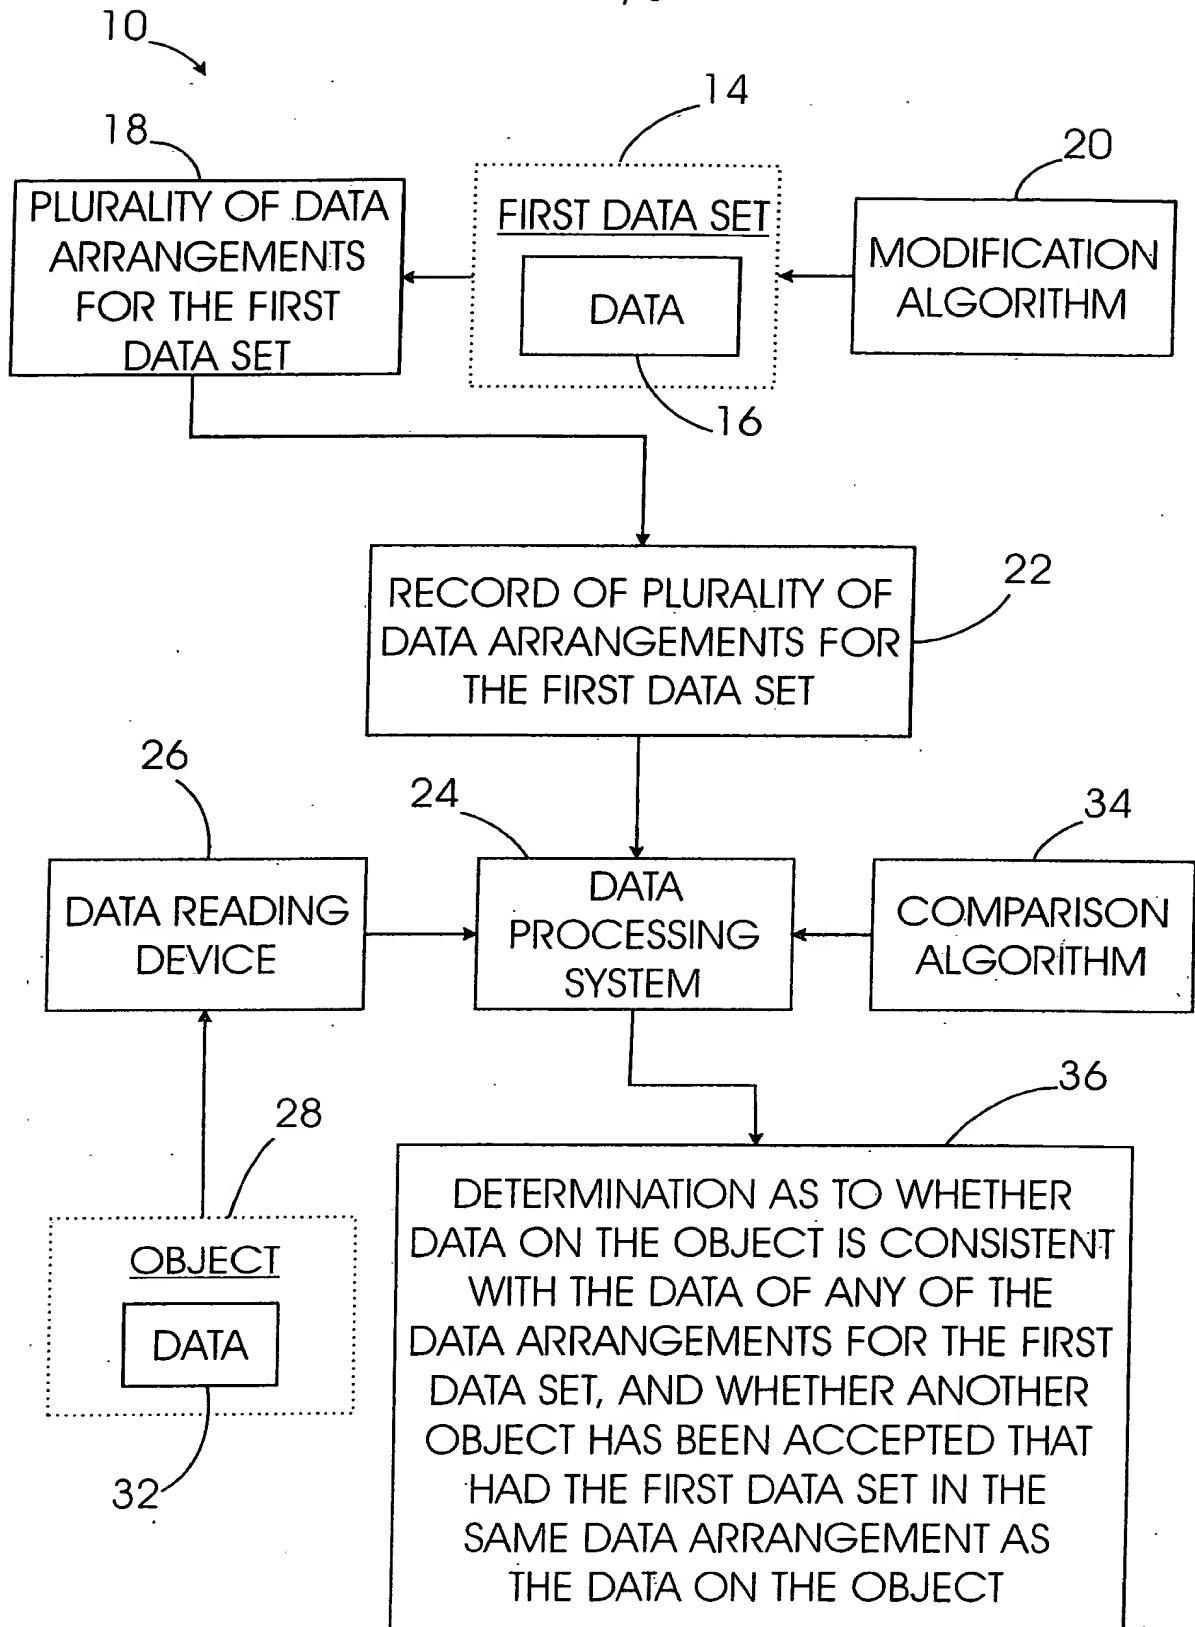 10
14
18
20
PLURALITY OF DATA
ARRANGEMENTS
FOR THE FIRST
DATA SET
FIRST DATA SET
DATA
MODIFICATION
ALGORITHM
16
RECORD OF PLURALITY OF
DATA ARRANGEMENTS FOR
THE FIRST DATA SET
22
26
24
34
DATA READING
DEVICE
DATA
PROCESSING
SYSTEM
COMPARISON
ALGORITHM
36
28
OBJECT
DATA
32
DETERMINATION AS TO WHETHER
DATA ON THE OBJECT IS CONSISTENT
WITH THE DATA OF ANY OF THE
DATA ARRANGEMENTS FOR THE FIRST
DATA SET, AND WHETHER ANOTHER
OBJECT HAS BEEN ACCEPTED THAT
HAD THE FIRST DATA SET IN THE
SAME DATA ARRANGEMENT AS
THE DATA ON THE OBJECT